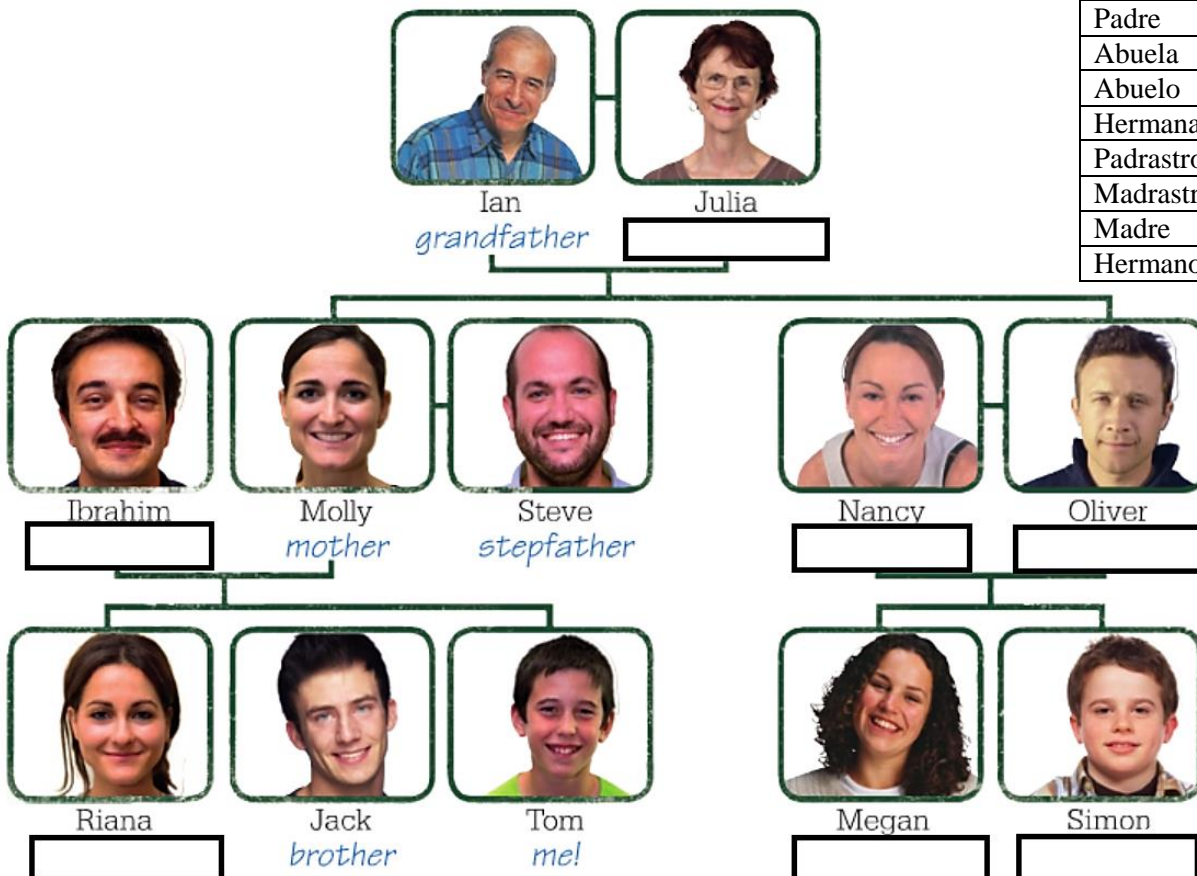 Padre
Abuela
Abuelo
Hermana
Padrastro
Madrastr
Madre
Hermano
Ian
Julia
grandfather
Ibrahim
Molly
Steve
Nancy
Oliver
mother
stepfather
Riana
Jack
Tom
Megan
Simon
brother
me!